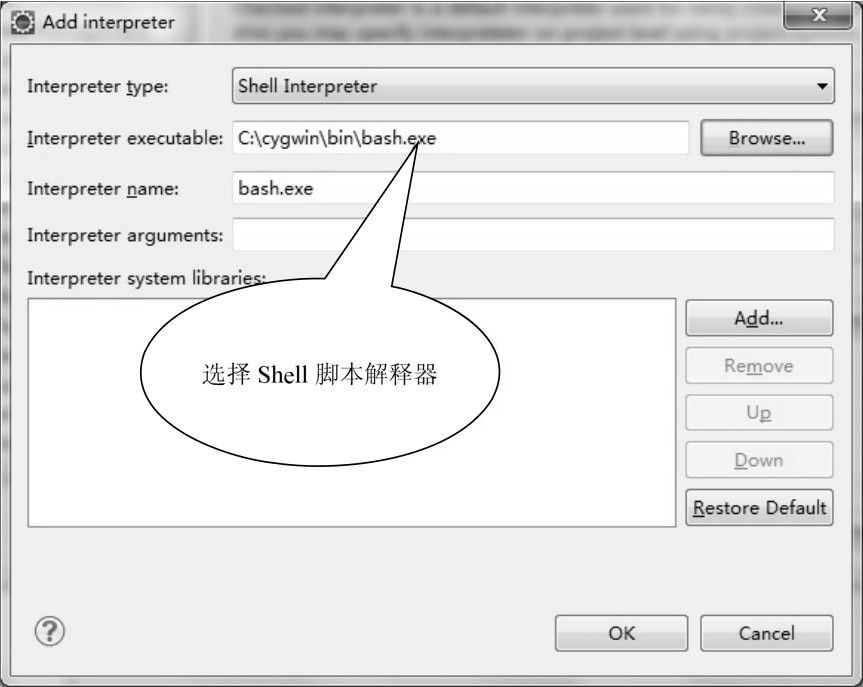 Add interpreter
Interpreter type:
Shell Interpreter
Interpreter executable:
C:\cygwin\bin\bash.exe
Browse...
Interpreter name:
bash.exe
Interpreter arguments:
Interpreter system libraries:
选择 Shell 脚本解释器
Add...
Remove
Up
Down
Restore Default
OK
Cancel